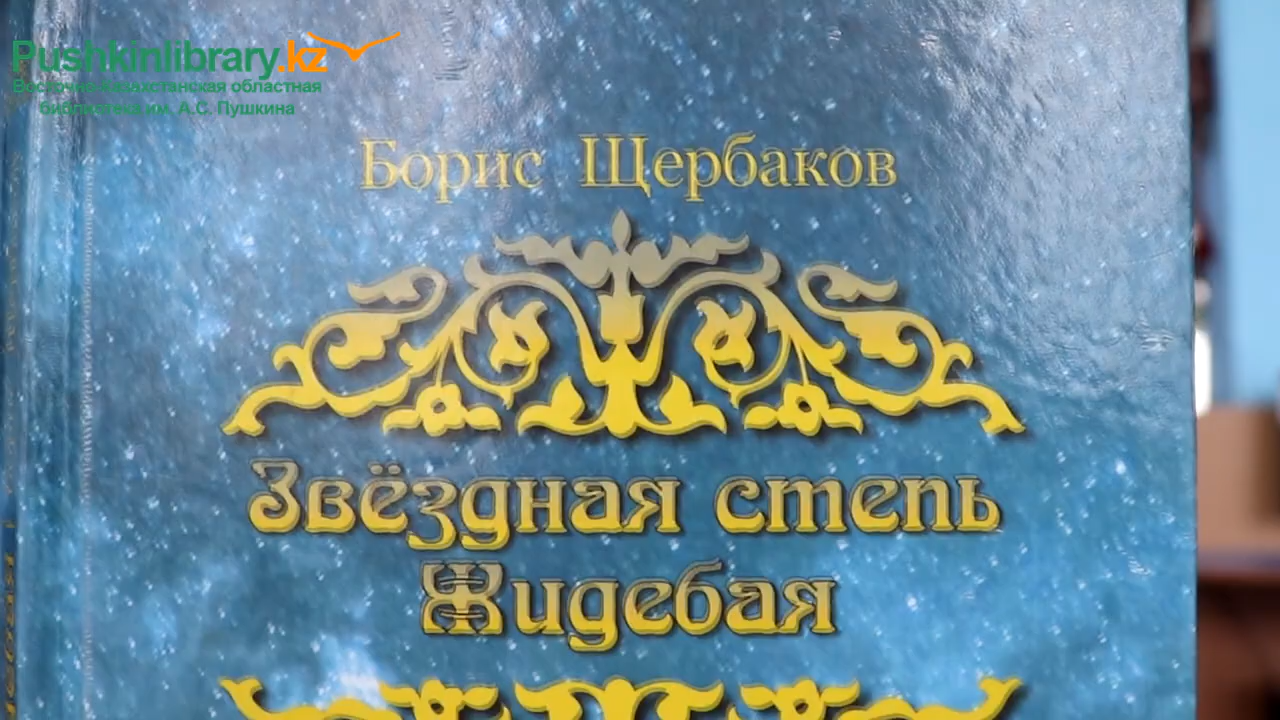 Pushkinlibrary.kz
Восточно-Казахстанская областная
библиотека им. А.С. Пушкина
Борис Щербаков
Звёздная степь
Жидебая